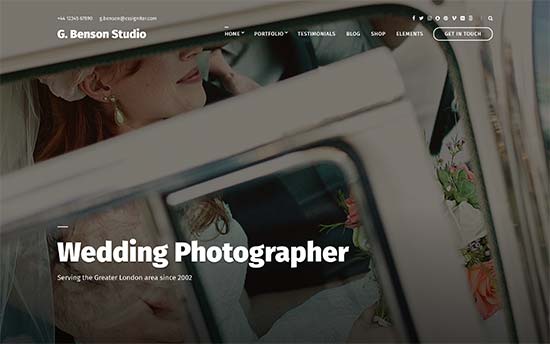 +44 12345 67890 g.benson@cssigniter.com
G. Benson Studio
HOME PORTFOLIO TESTIMONIALS BLOG SHOP ELEMENTS GET IN TOUCH
Wedding Photographer
Serving the Greater London area since 2002